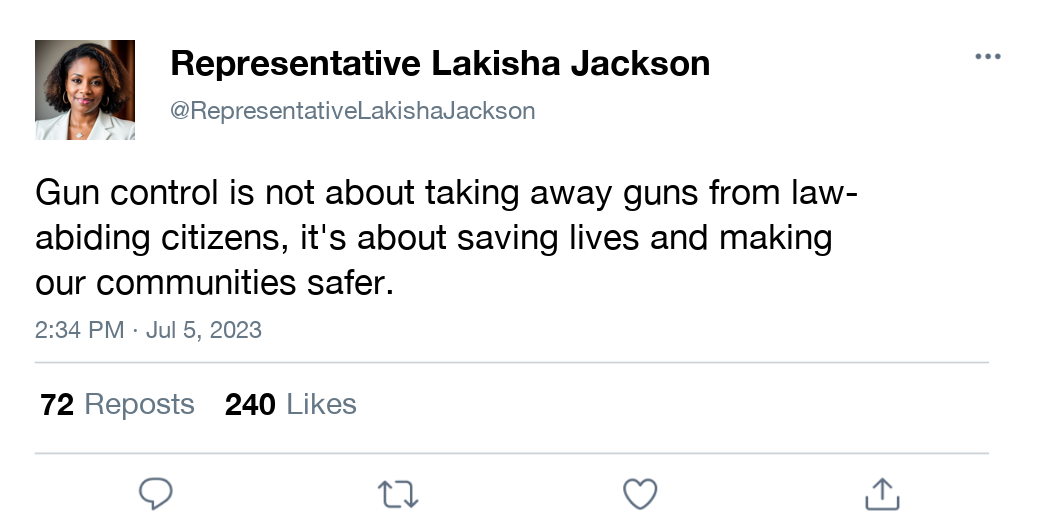 Representative Lakisha Jackson
@RepresentativeLakishaJackson
Gun control is not about taking away guns from law-
abiding citizens, it's about saving lives and making
our communities safer.
2:34 PM · Jul 5, 2023
72 Reposts 240 Likes